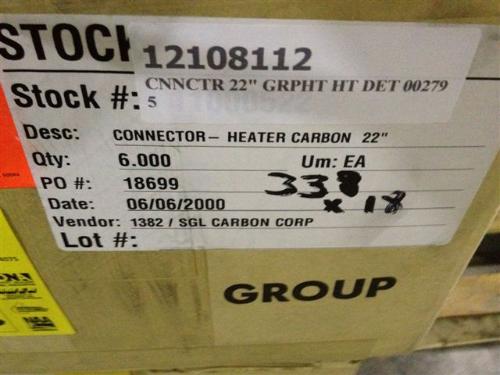 STOCK
12108112
CNNCTR 22" GRPHT HT DET 00279
5
Stock #:
Desc: CONNECTOR- HEATER CARBON 22"
Qty: 6.000 Um: EA
PO #: 18699
338
x 18
Date: 06/06/2000
Vendor: 1382 / SGL CARBON CORP
Lot #:
GROUP